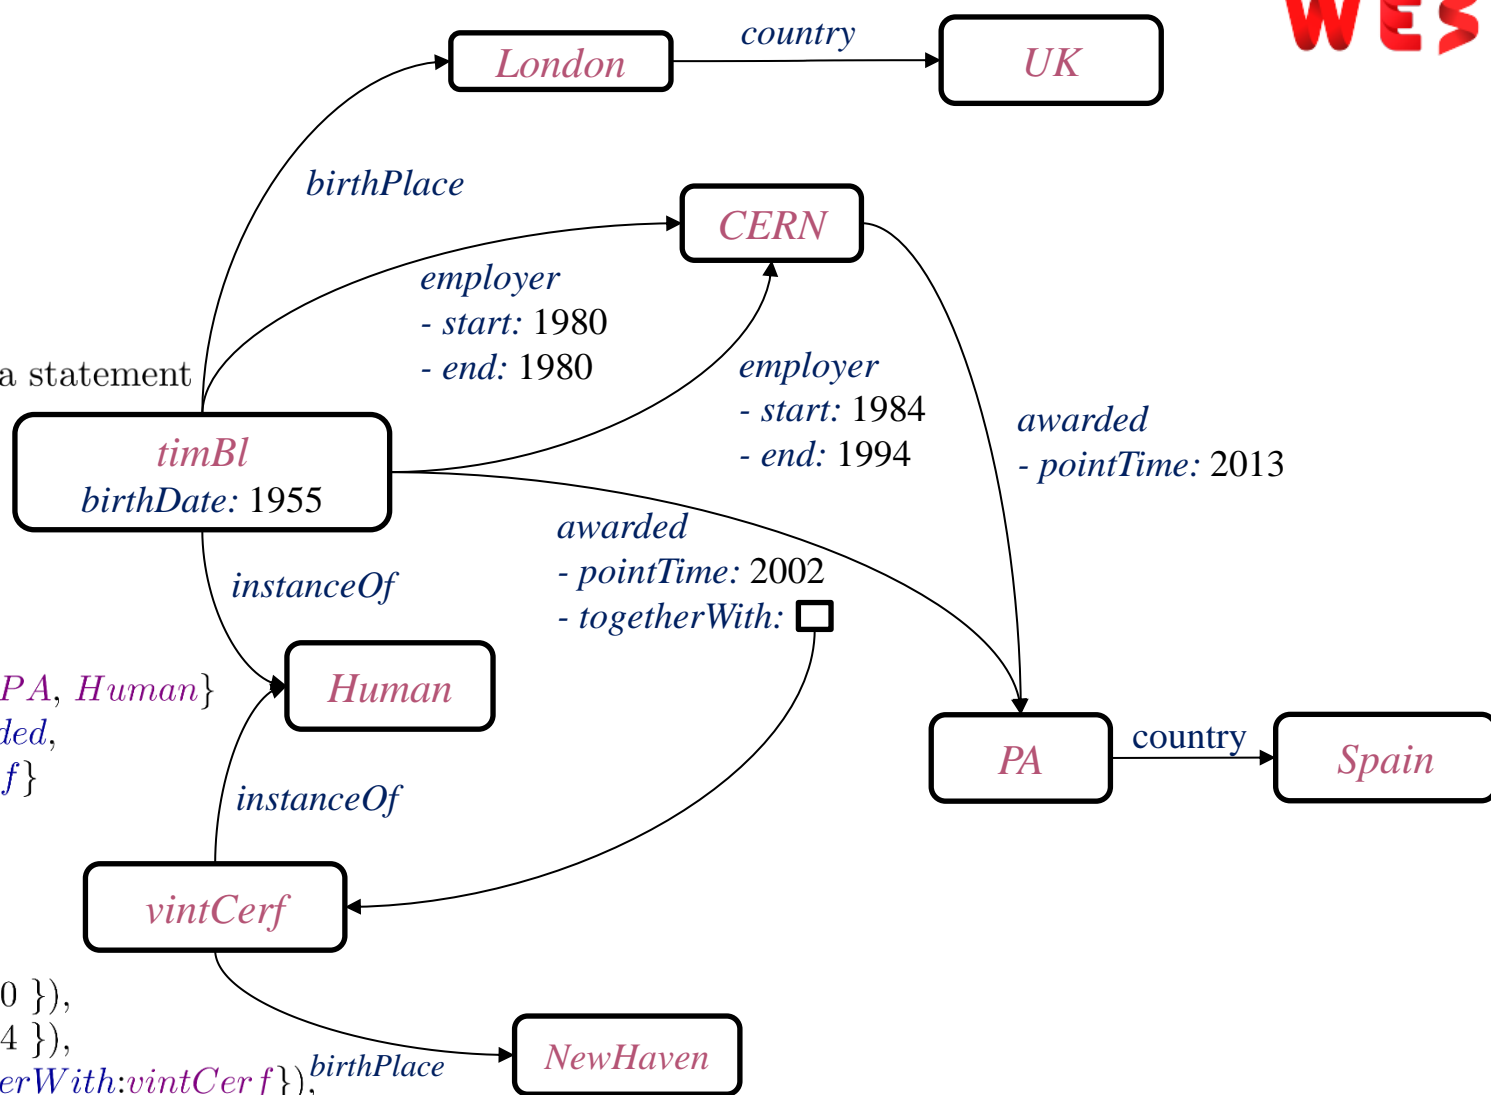 WES
London
country
UK
birthPlace
CERN
employer
- start: 1980
- end: 1980
a statement
employer
- start: 1984
- end: 1994
awarded
- pointTime: 2013
timBl
birthDate: 1955
awarded
- pointTime: 2002
- togetherWith:
instanceOf
PA, Human}
Human
ded,
f}
PA
country
Spain
instanceOf
vintCerf
0 }),
4 }),
erWith:vintCerf}),
birthPlace
NewHaven